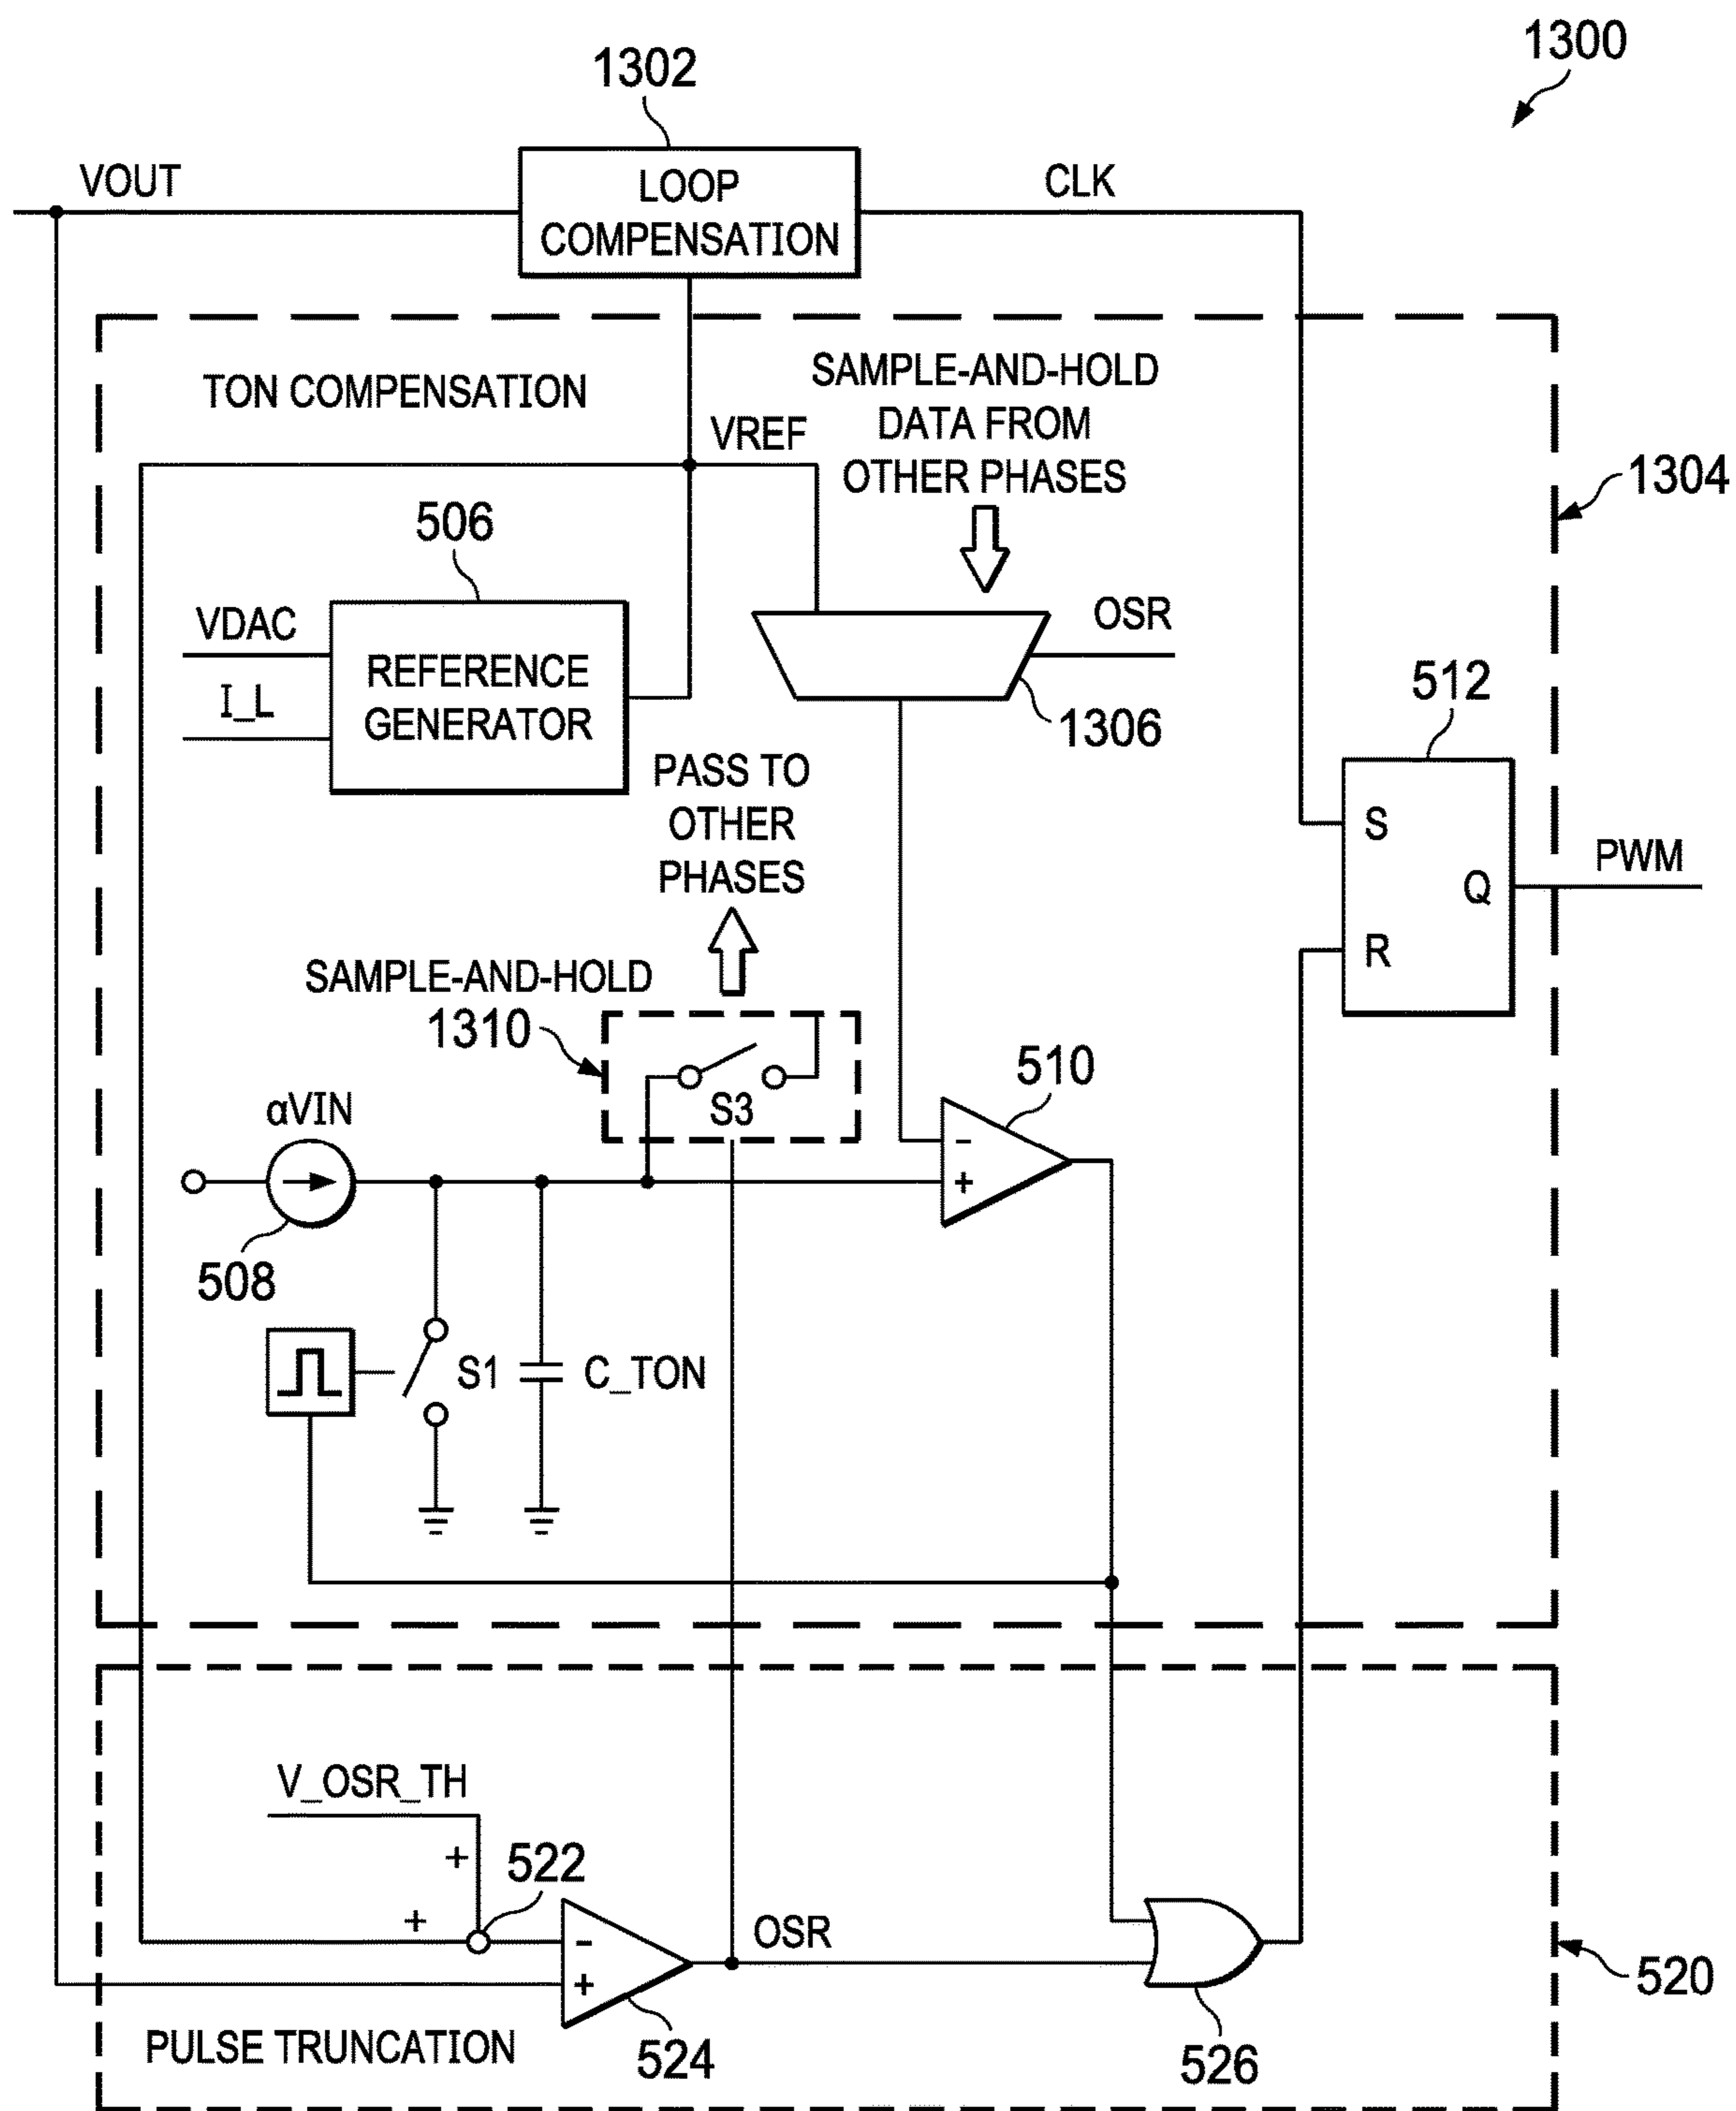 1300
1302
VOUT
LOOP
COMPENSATION
CLK
TON COMPENSATION
SAMPLE-AND-HOLD
DATA FROM
OTHER PHASES
VREF
1304
506
VDAC
I_L
REFERENCE
GENERATOR
OSR
1306
512
S
Q
R
PWM
PASS TO
OTHER
PHASES
SAMPLE-AND-HOLD
1310
S3
510
αVIN
-
+
508
S1
C_TON
V_OSR_TH
+
522
+
-
+
OSR
524
526
520
PULSE TRUNCATION